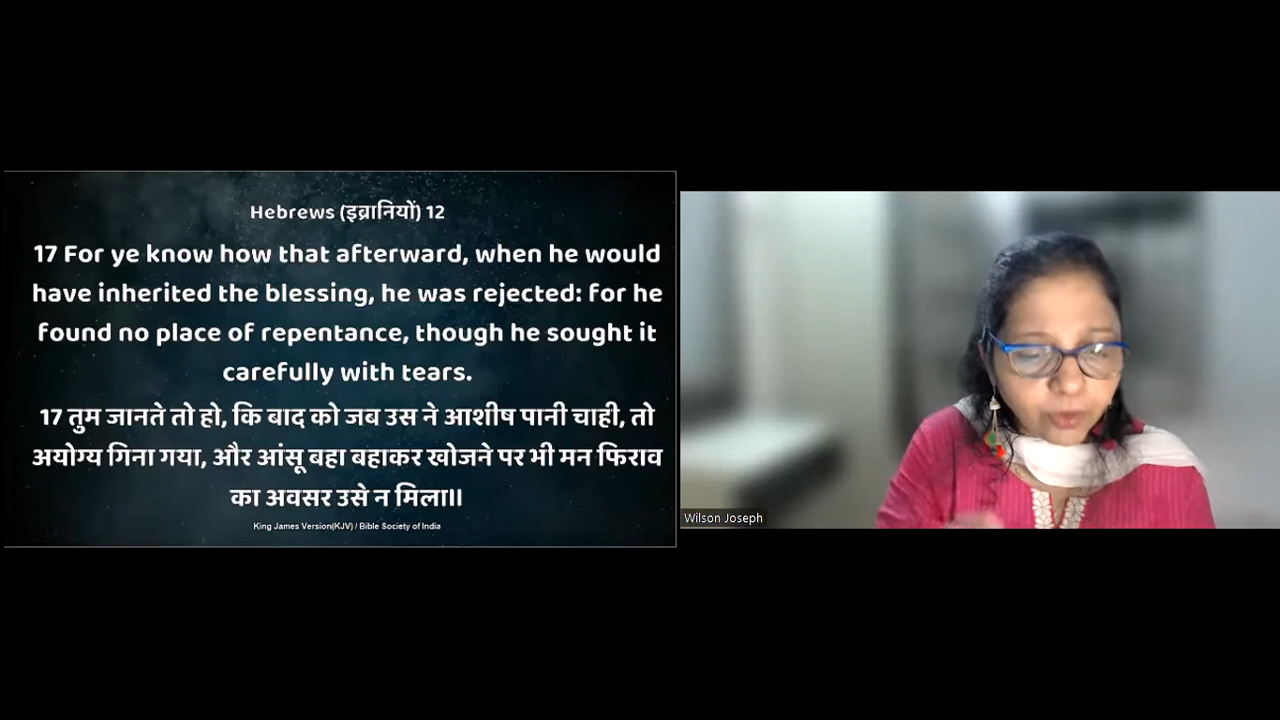 Hebrews (इब्रानियों) 12
17 For ye know how that afterward, when he would
have inherited the blessing, he was rejected: for he
found no place of repentance, though he sought it
carefully with tears.
17 तुम जानते तो हो, कि बाद को जब उस ने आशीष पानी चाही, तो
अयोग्य गिना गया, और आंसू बहा बहाकर खोजने पर भी मन फिराव
का अवसर उसे न मिला॥
King James Version(KJV) / Bible Society of India
Wilson Joseph